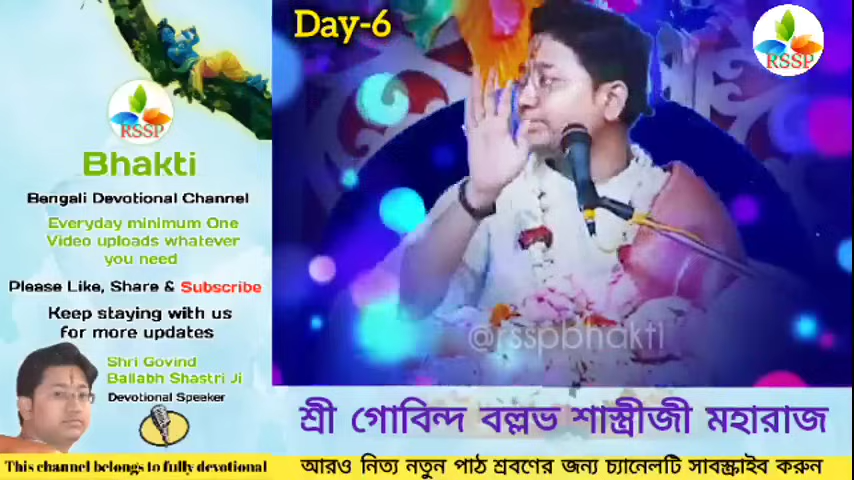 Day-6
RSSP
RSSP
Bhakti
Bengali Devotional Channel
Everyday minimum One
Video uploads whatever
you need
Please Like, Share & Subscribe
Keep staying with us
for more updates
Shri Govind
Ballabh Shastri Ji
Devotional Speaker
This channel belongs to fully devotional
@rsspbhakti
শ্রী গোবিন্দ বল্লভ শাস্ত্রীজী মহারাজ
আরও নিত্য নতুন পাঠ শ্রবণের জন্য চ্যানেলটি সাবস্ক্রাইব করুন